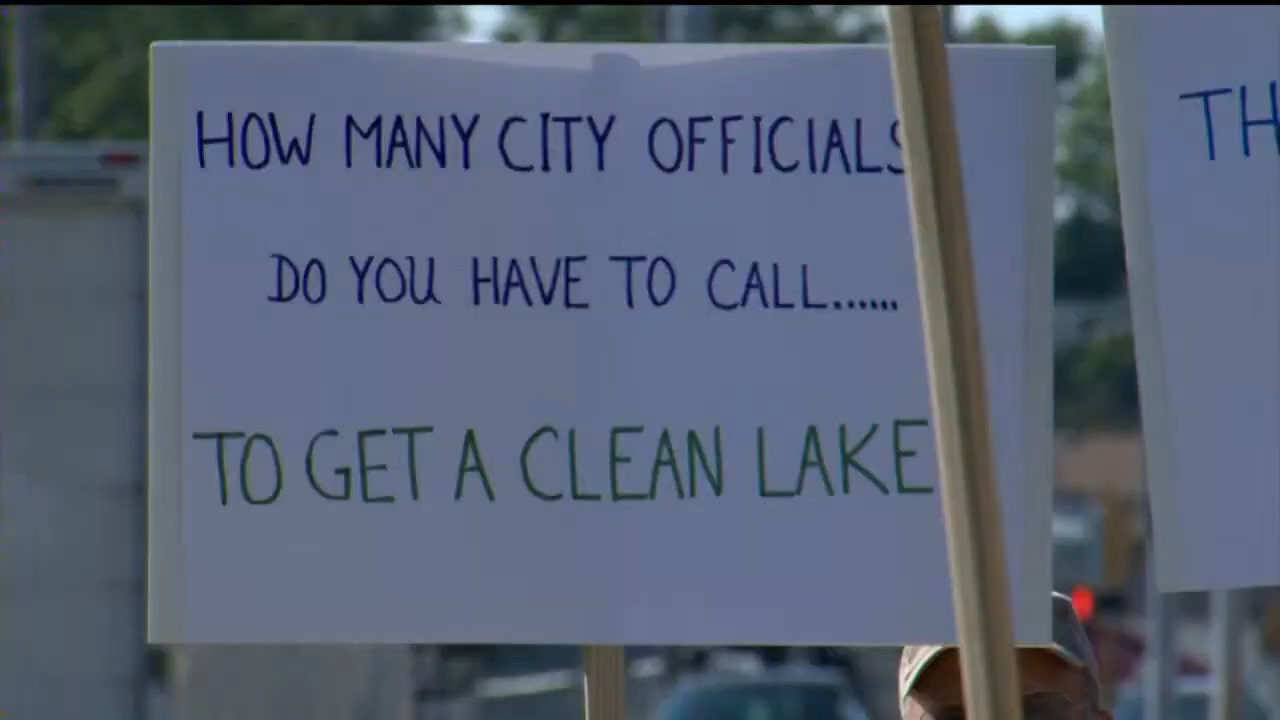 HOW MANY CITY OFFICIALS
DO YOU HAVE TO CALL......
TO GET A CLEAN LAKE
TH